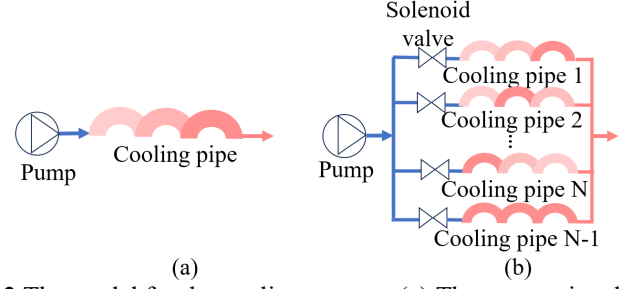 Solenoid
valve
Cooling pipe 1
Cooling pipe 2
Cooling pipe
Pump
Pump
Cooling pipe N
Cooling pipe N-1
(a)
(b)